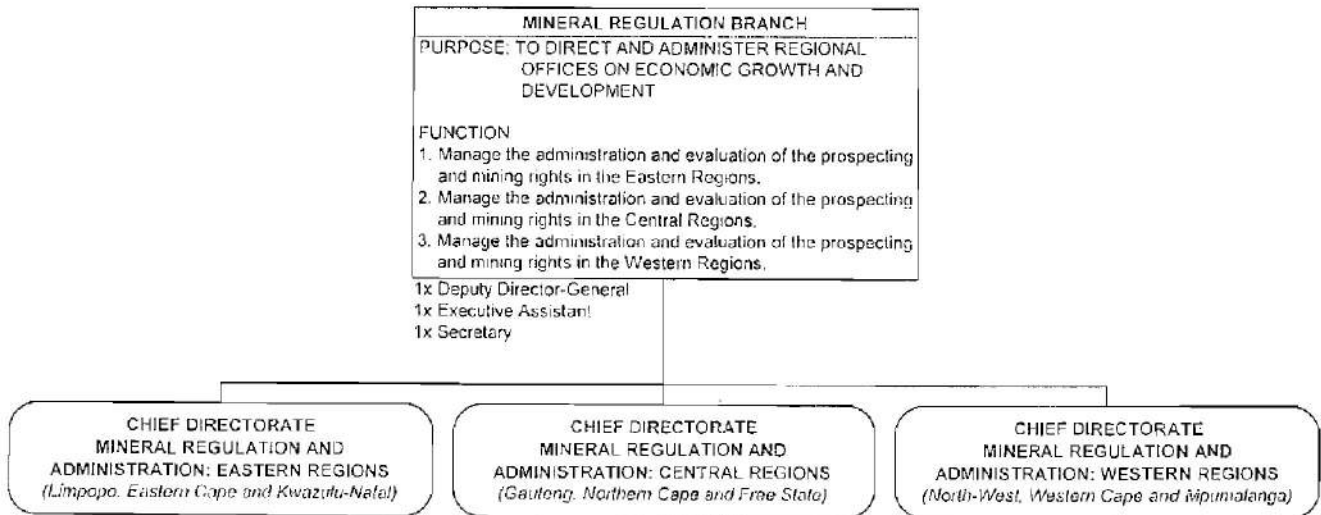 MINERAL REGULATION BRANCH
PURPOSE: TO DIRECT AND ADMINISTER REGIONAL
OFFICES ON ECONOMIC GROWTH AND
DEVELOPMENT
FUNCTION
1. Manage the administration and evaluation of the prospecting
and mining rights in the Eastern Regions.
2. Manage the administration and evaluation of the prospecting
and mining rights in the Central Regions.
3. Manage the administration and evaluation of the prospecting
and mining rights in the Western Regions.
1x Deputy Director-General
1x Executive Assistant
1x Secretary
CHIEF DIRECTORATE
MINERAL REGULATION AND
ADMINISTRATION: EASTERN REGIONS
(Limpopo, Eastern Cape and Kwazulu-Natal)
CHIEF DIRECTORATE
MINERAL REGULATION AND
ADMINISTRATION: CENTRAL REGIONS
(Gauteng, Northern Cape and Free State)
CHIEF DIRECTORATE
MINERAL REGULATION AND
ADMINISTRATION: WESTERN REGIONS
(North-West, Western Cape and Mpumalanga)